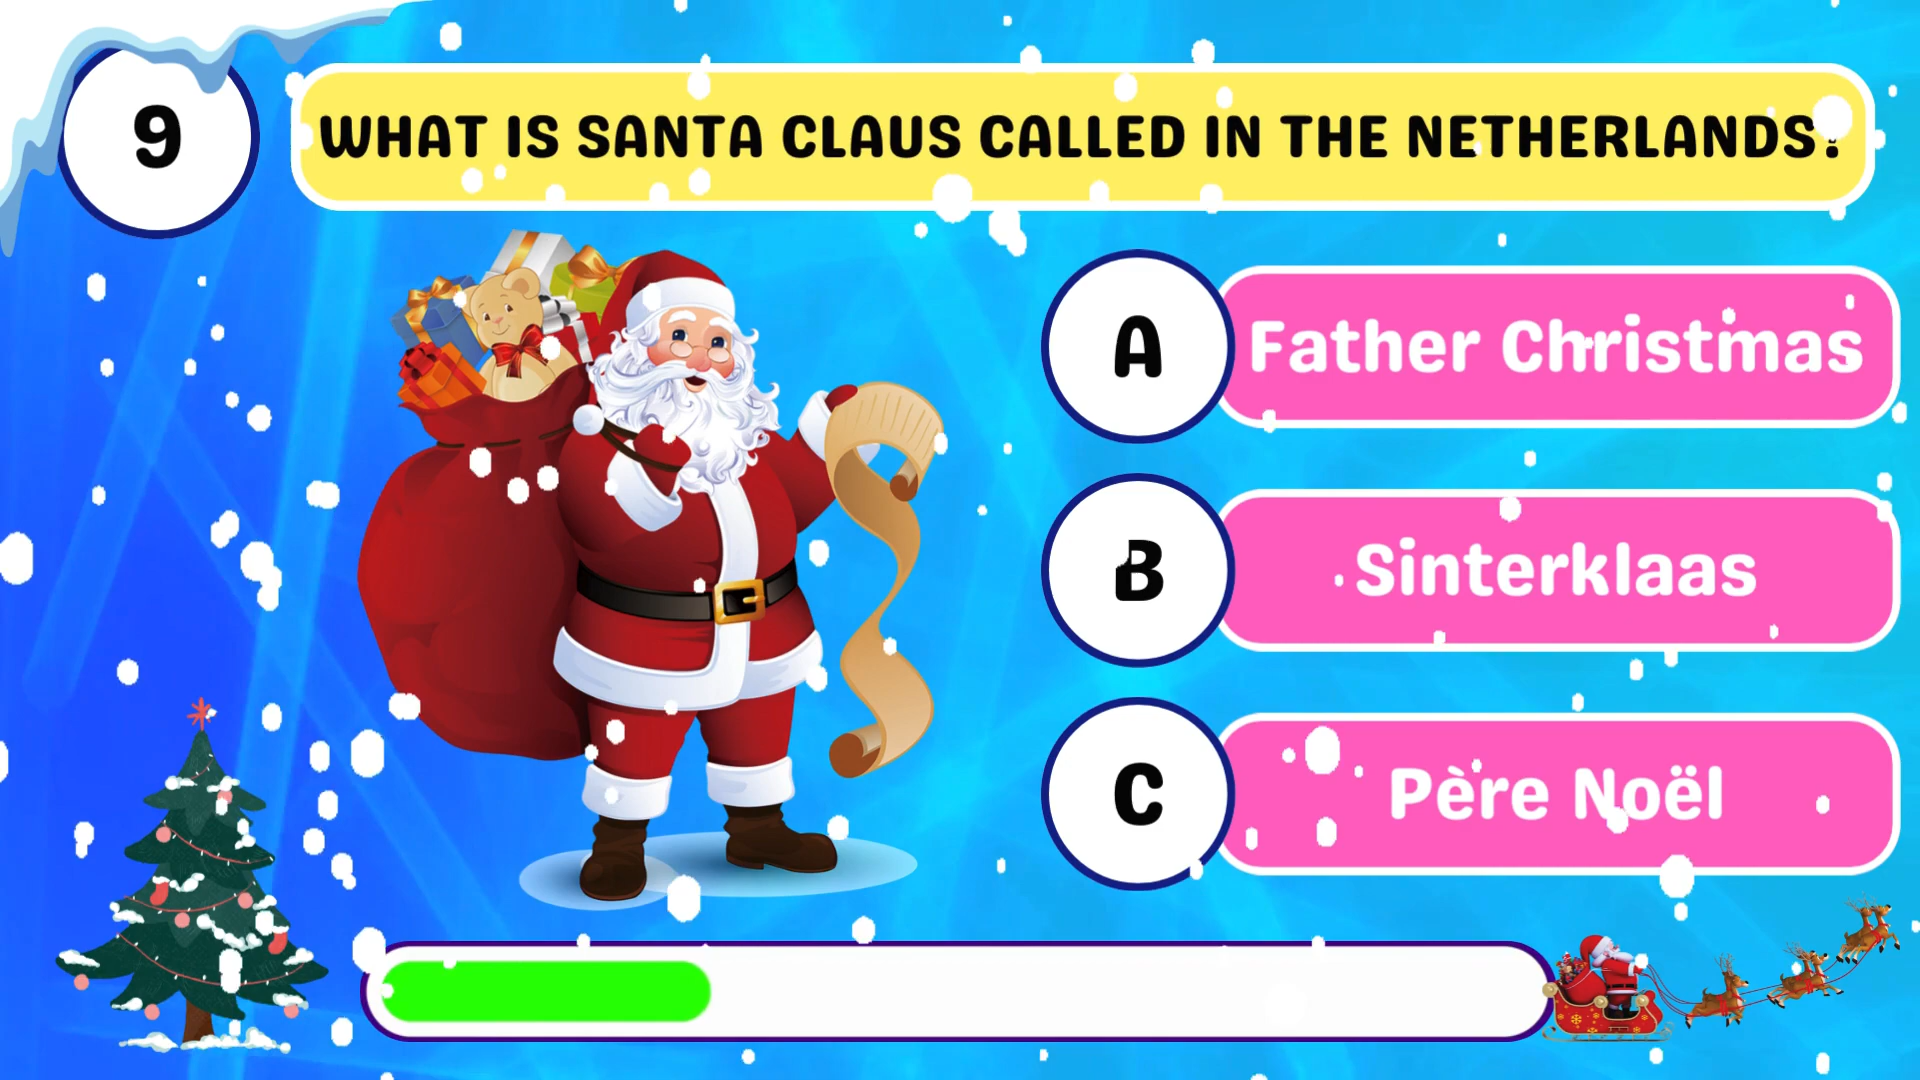 9
WHAT IS SANTA CLAUS CALLED IN THE NETHERLANDS?
A
Father Christmas
B
Sinterklaas
C
Père Noël